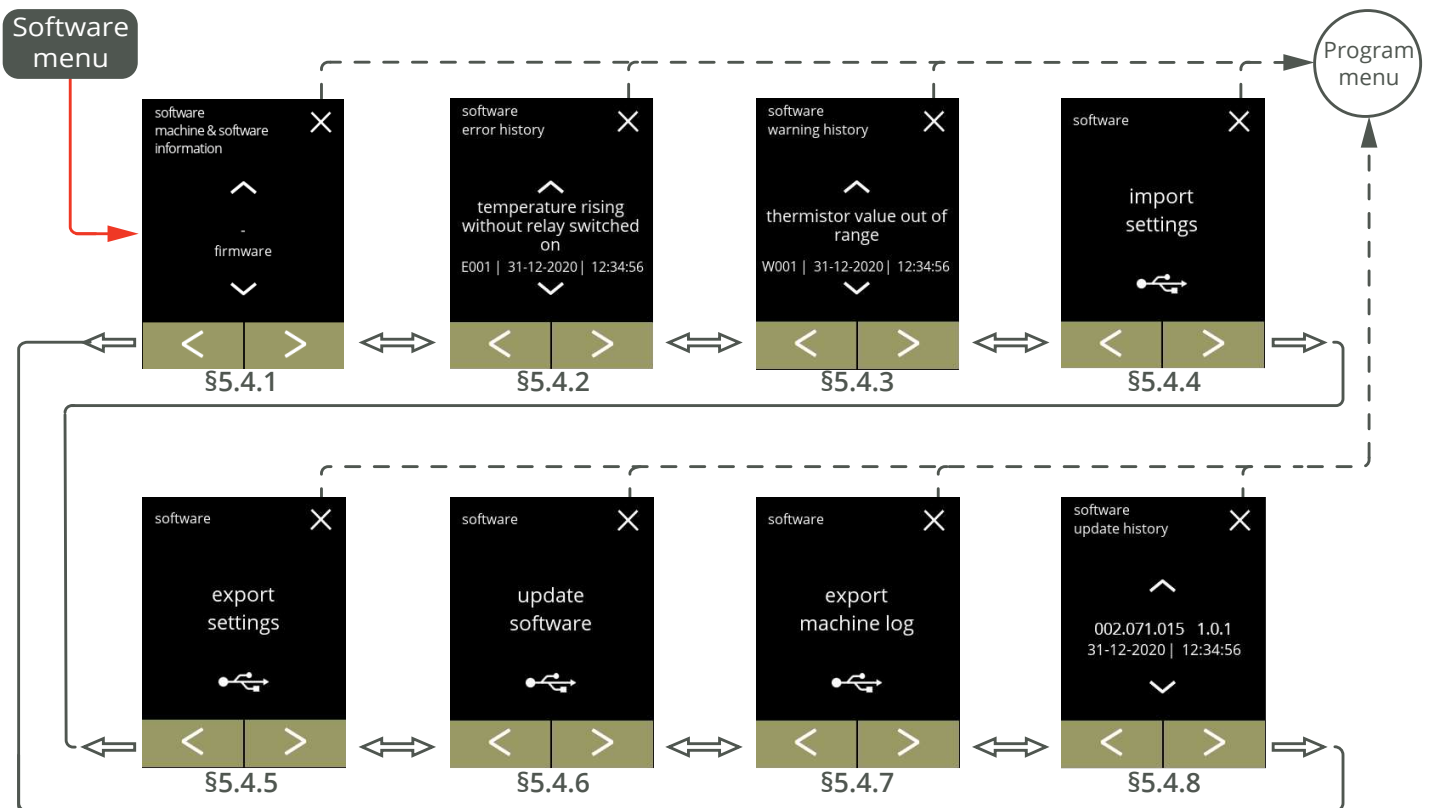 Software
menu
Program
menu
software
machine & software
information
-
firmware
§5.4.1
software
error history
temperature rising
without relay switched
on
E001 | 31-12-2020 | 12:34:56
§5.4.2
software
warning history
thermistor value out of
range
W001 | 31-12-2020 | 12:34:56
§5.4.3
software
import
settings
§5.4.4
software
export
settings
§5.4.5
software
update
software
§5.4.6
software
export
machine log
§5.4.7
software
update history
002.071.015 1.0.1
31-12-2020 | 12:34:56
§5.4.8